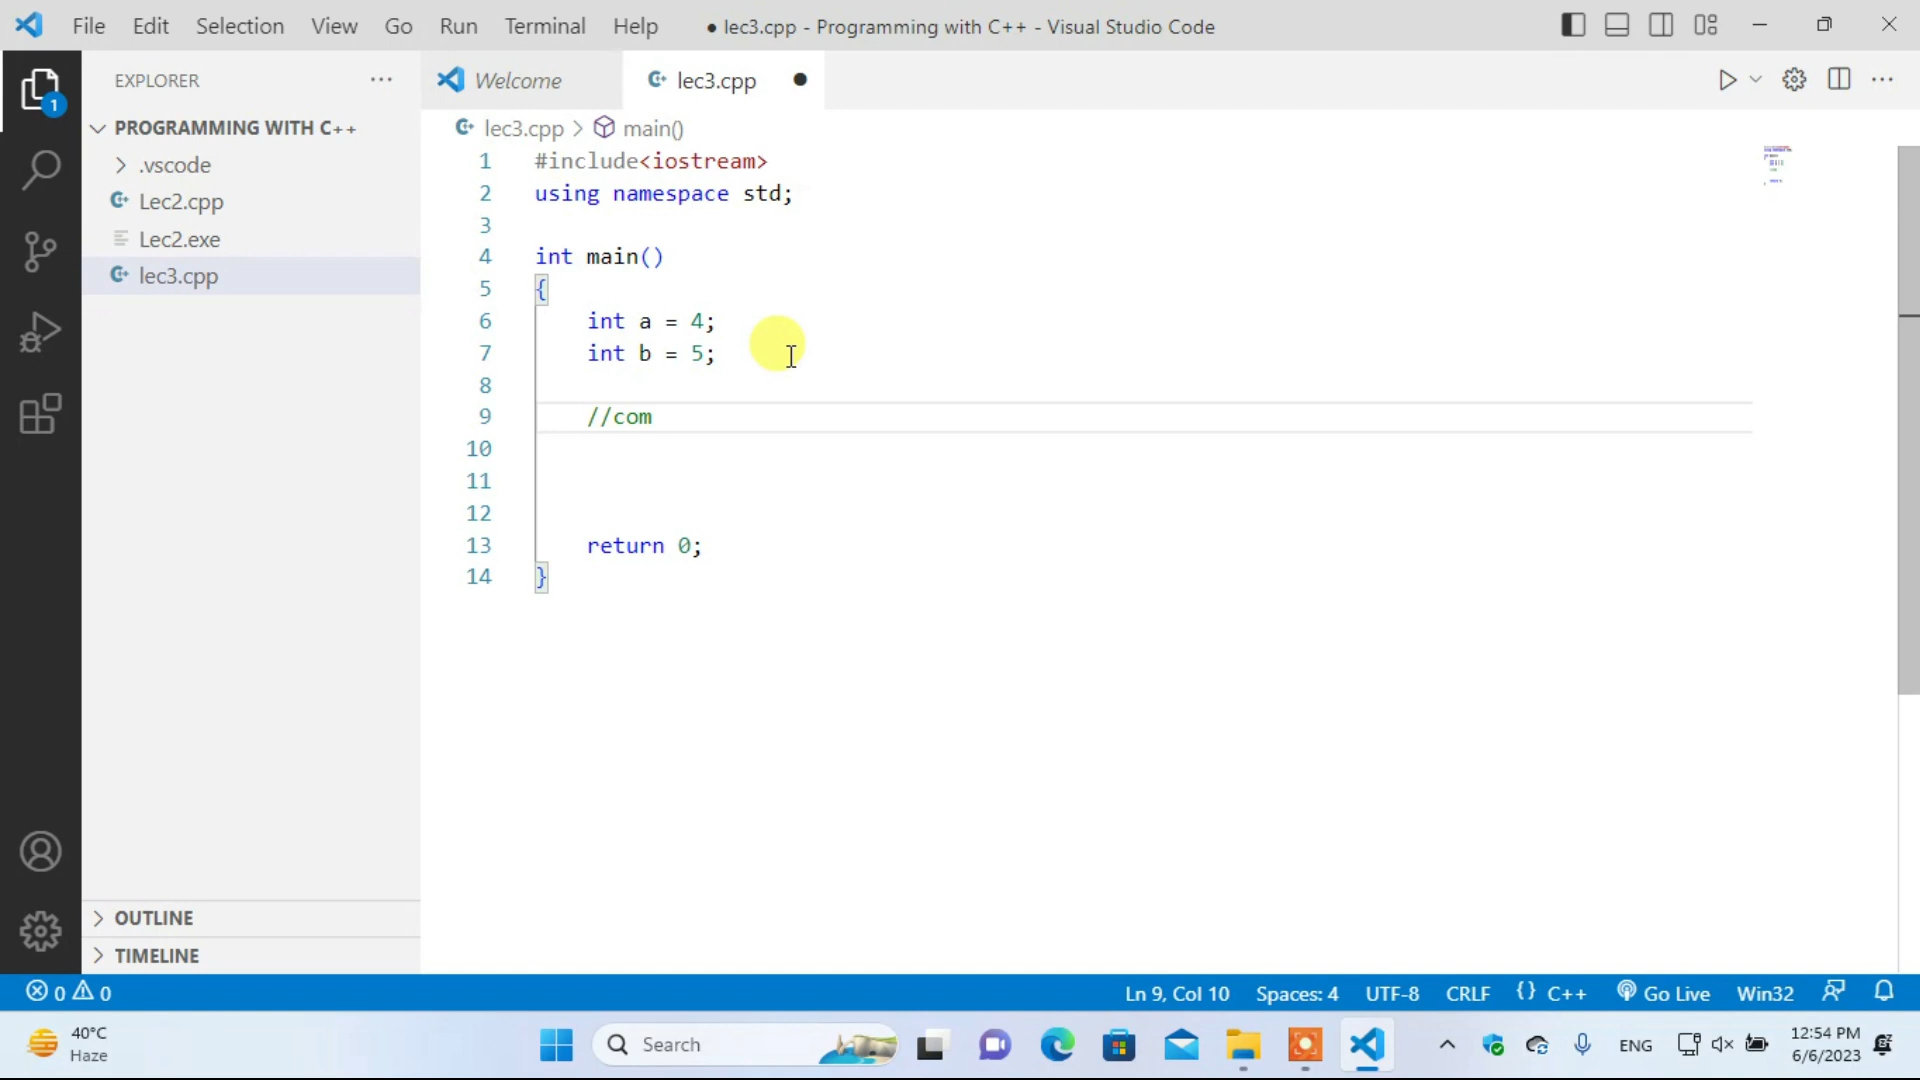 File Edit Selection View Go Run Terminal Help ● lec3.cpp - Programming with C++ - Visual Studio Code
EXPLORER ···
Welcome
lec3.cpp ●
1
PROGRAMMING WITH C++
.vscode
Lec2.cpp
Lec2.exe
lec3.cpp
lec3.cpp > main()
1 #include<iostream>
2 using namespace std;
3
4 int main()
5 {
6 int a = 4;
7 int b = 5;
8
9 //com
10
11
12
13 return 0;
14 }
OUTLINE
TIMELINE
0 0
Ln 9, Col 10 Spaces: 4 UTF-8 CRLF {} C++ Go Live Win32
40°C
Haze
Search
ENG
12:54 PM
6/6/2023